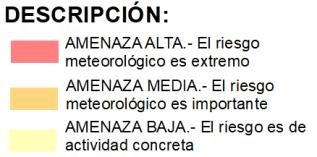 DESCRIPCIÓN:
AMENAZA ALTA.- El riesgo
meteorológico es extremo
AMENAZA MEDIA.- El riesgo
meteorológico es importante
AMENAZA BAJA.- El riesgo es de
actividad concreta